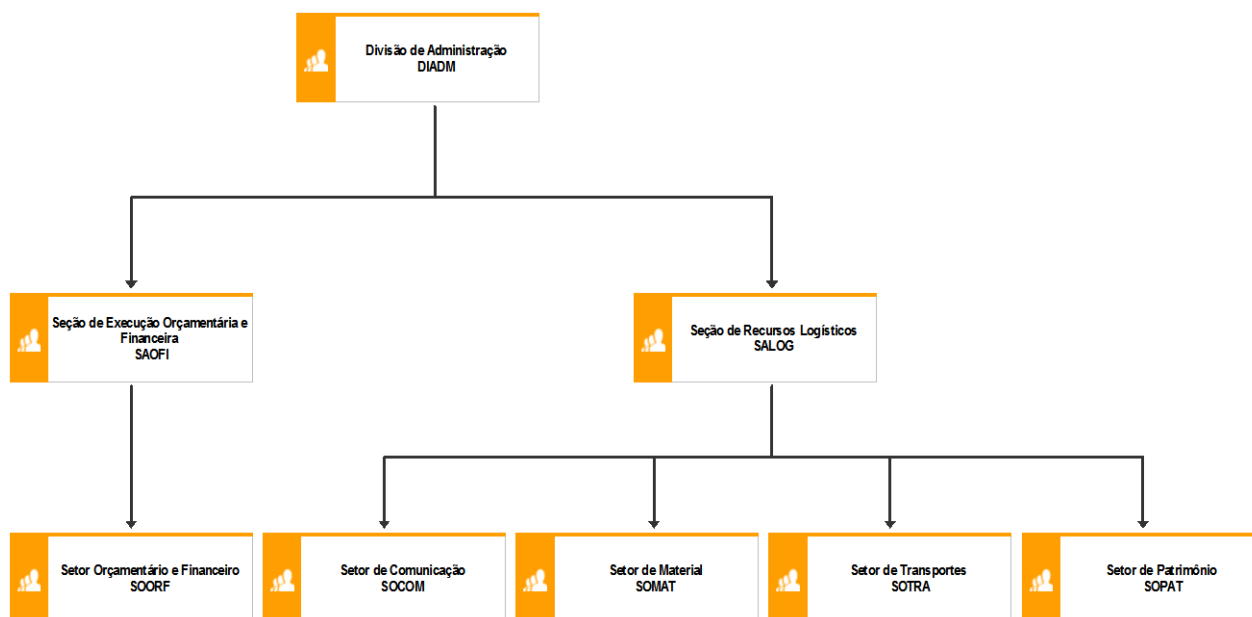 Divisão de Administração
DIADM
Seção de Execução Orçamentária e
Financeira
SAOFI
Seção de Recursos Logísticos
SALOG
Setor Orçamentário e Financeiro
SOORF
Setor de Comunicação
SOCOM
Setor de Material
SOMAT
Setor de Transportes
SOTRA
Setor de Patrimônio
SOPAT